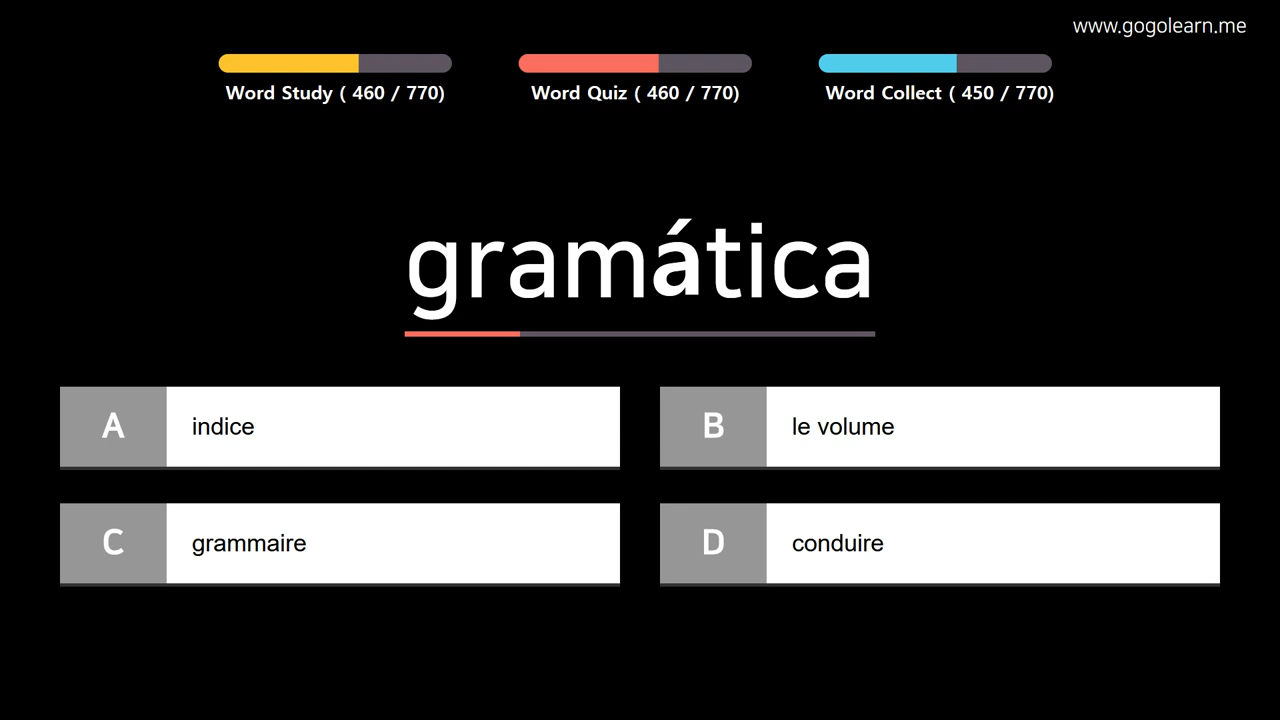 www.gogolearn.me
Word Study ( 460 / 770)
Word Quiz ( 460 / 770)
Word Collect ( 450 / 770)
gramática
A
indice
B
le volume
C
grammaire
D
conduire